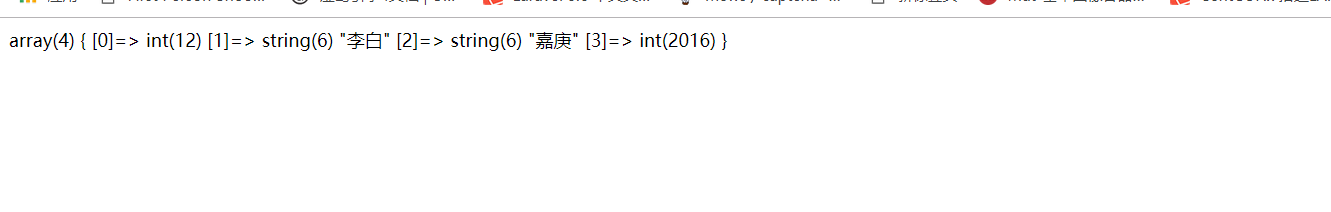 array(4) { [0]=> int(12) [1]=> string(6) "李白" [2]=> string(6) "嘉庚" [3]=> int(2016) }